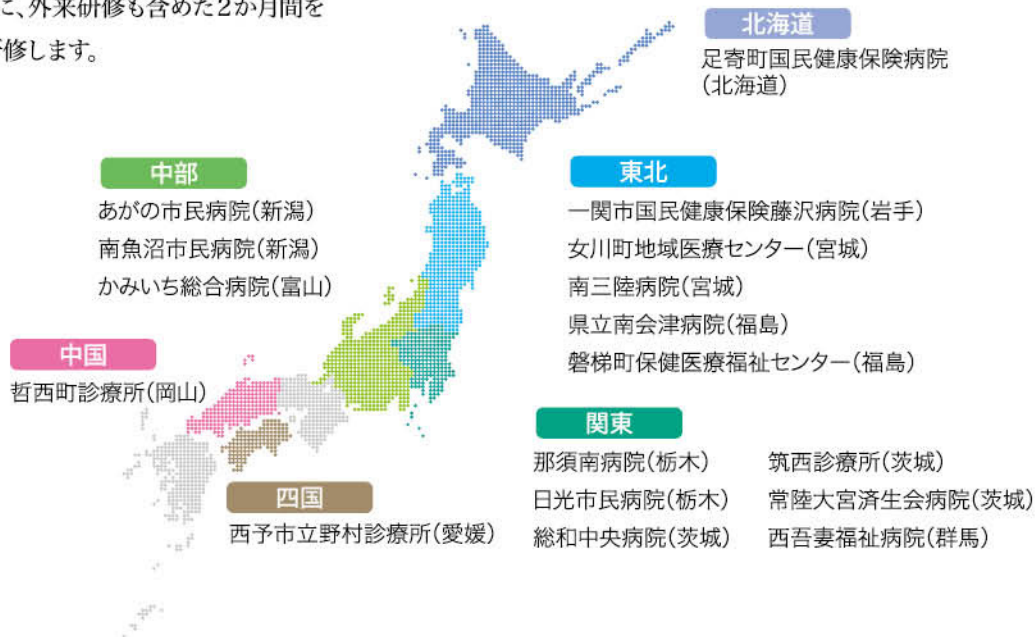 に、外来研修も含めた2か月間を
修します。
北海道
足寄町国民健康保険病院
(北海道)
中部
あがの市民病院(新潟)
南魚沼市民病院(新潟)
かみいち総合病院(富山)
東北
一関市国民健康保険藤沢病院(岩手)
女川町地域医療センター(宮城)
南三陸病院(宮城)
県立南会津病院(福島)
磐梯町保健医療福祉センター(福島)
中国
哲西町診療所(岡山)
関東
那須南病院(栃木)
日光市民病院(栃木)
総和中央病院(茨城)
筑西診療所(茨城)
常陸大宮済生会病院(茨城)
西吾妻福祉病院(群馬)
四国
西予市立野村診療所(愛媛)